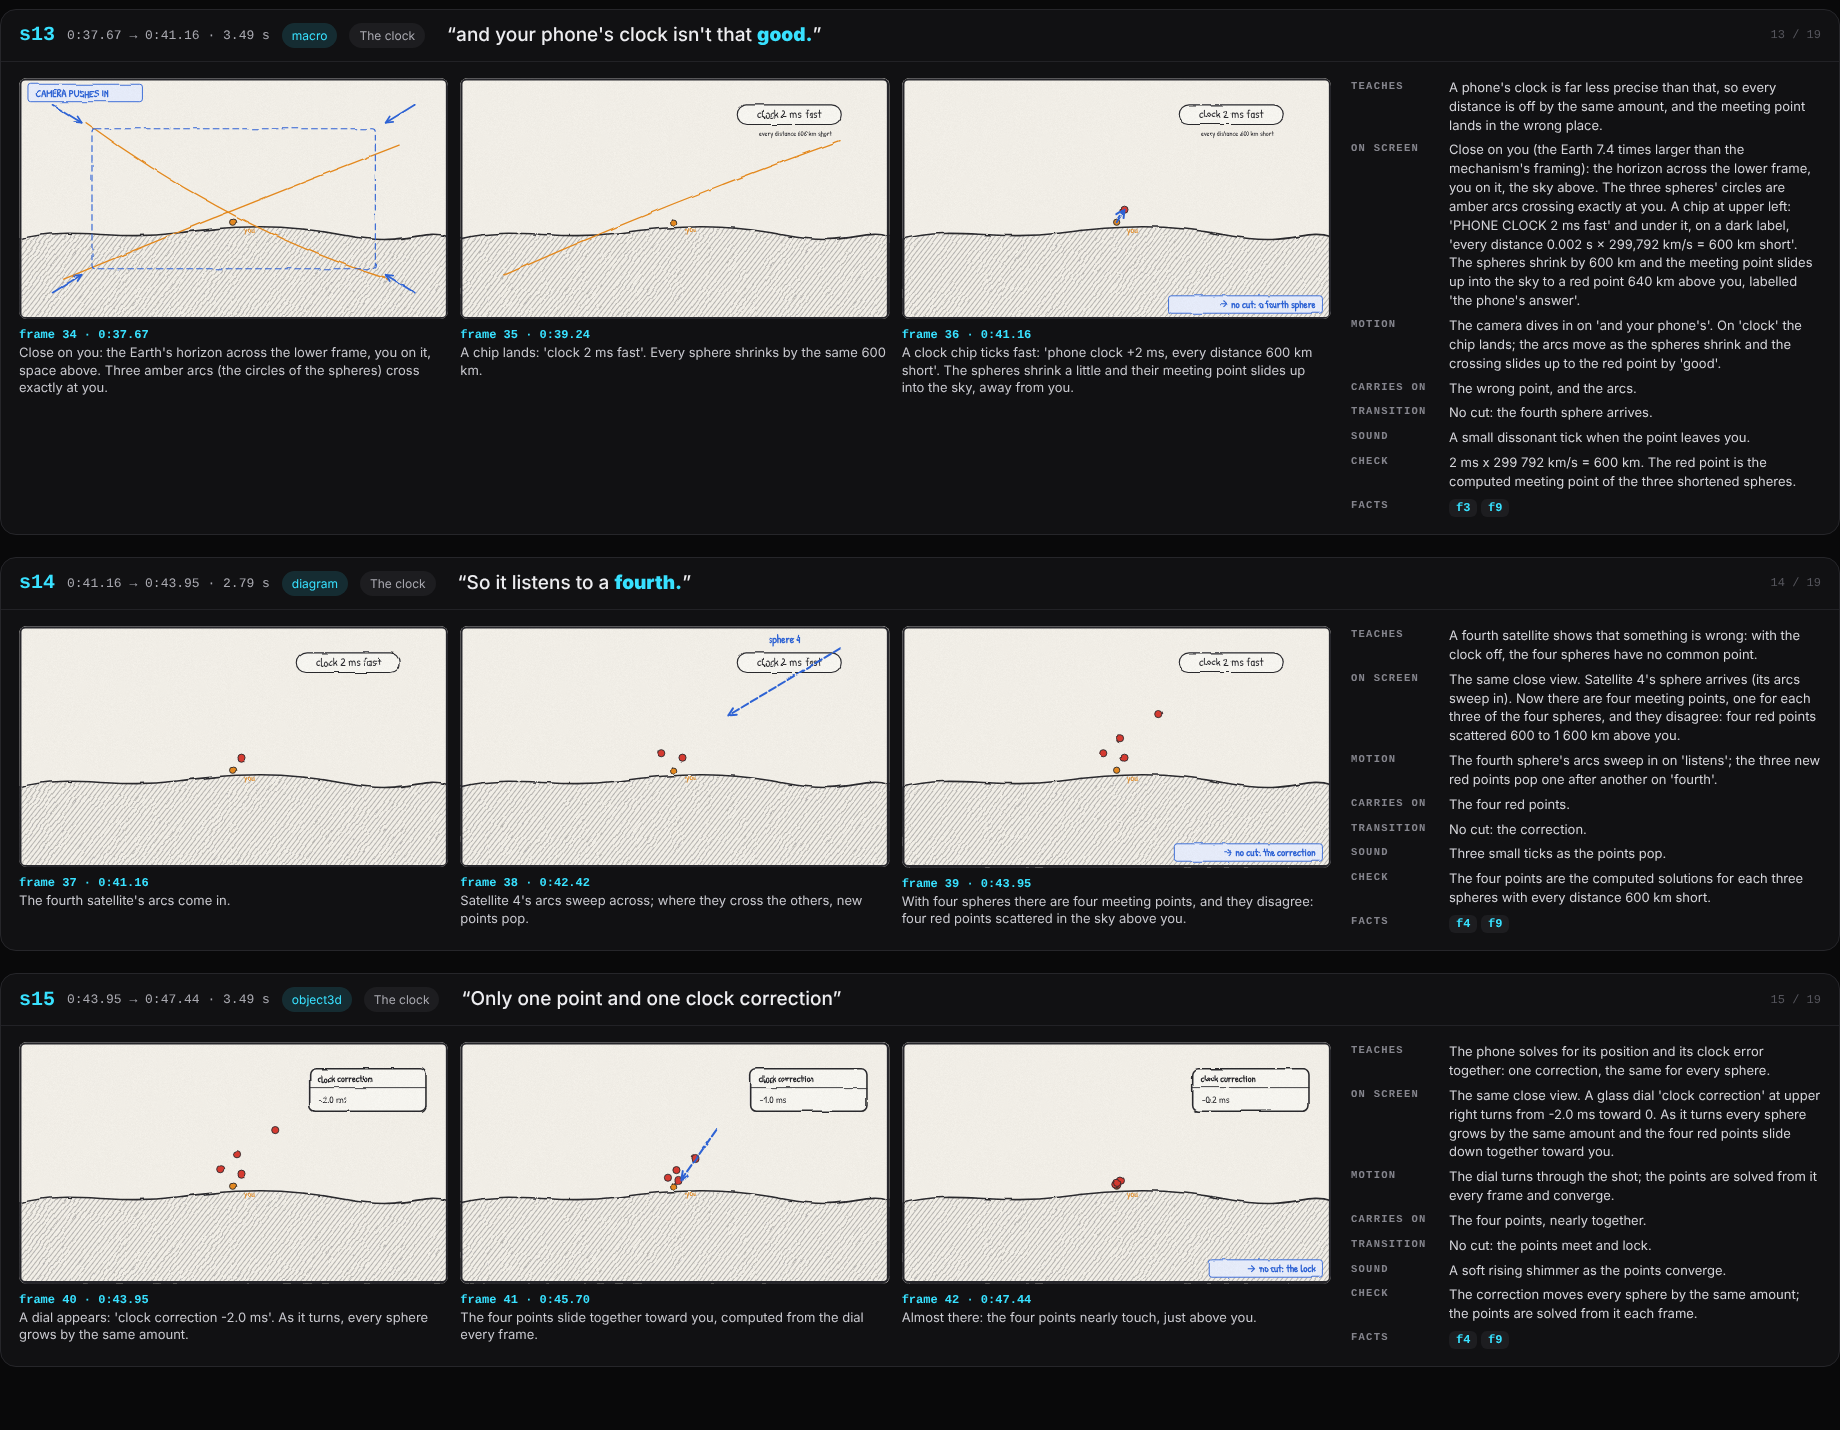 s13 0:37.67 → 0:41.16 · 3.49 s macro The clock “and your phone's clock isn't that good.” 13 / 19
CAMERA PUSHES IN
you
frame 34 · 0:37.67
Close on you: the Earth's horizon across the lower frame, you on it,
space above. Three amber arcs (the circles of the spheres) cross
exactly at you.
clock 2 ms fast
every distance 600 km short
you
frame 35 · 0:39.24
A chip lands: 'clock 2 ms fast'. Every sphere shrinks by the same 600
km.
clock 2 ms fast
every distance 600 km short
you
→ no cut: a fourth sphere
frame 36 · 0:41.16
A clock chip ticks fast: 'phone clock +2 ms, every distance 600 km
short'. The spheres shrink a little and their meeting point slides up
into the sky, away from you.
TEACHES A phone's clock is far less precise than that, so every
distance is off by the same amount, and the meeting point
lands in the wrong place.
ON SCREEN Close on you (the Earth 7.4 times larger than the
mechanism's framing): the horizon across the lower frame,
you on it, the sky above. The three spheres' circles are
amber arcs crossing exactly at you. A chip at upper left:
'PHONE CLOCK 2 ms fast' and under it, on a dark label,
'every distance 0.002 s × 299,792 km/s = 600 km short'.
The spheres shrink by 600 km and the meeting point slides
up into the sky to a red point 640 km above you, labelled
'the phone's answer'.
MOTION The camera dives in on 'and your phone's'. On 'clock' the
chip lands; the arcs move as the spheres shrink and the
crossing slides up to the red point by 'good'.
CARRIES ON The wrong point, and the arcs.
TRANSITION No cut: the fourth sphere arrives.
SOUND A small dissonant tick when the point leaves you.
CHECK 2 ms x 299 792 km/s = 600 km. The red point is the
computed meeting point of the three shortened spheres.
FACTS f3 f9
s14 0:41.16 → 0:43.95 · 2.79 s diagram The clock “So it listens to a fourth.” 14 / 19
clock 2 ms fast
you
frame 37 · 0:41.16
The fourth satellite's arcs come in.
sphere 4
clock 2 ms fast
you
frame 38 · 0:42.42
Satellite 4's arcs sweep across; where they cross the others, new
points pop.
clock 2 ms fast
you
→ no cut: the correction
frame 39 · 0:43.95
With four spheres there are four meeting points, and they disagree:
four red points scattered in the sky above you.
TEACHES A fourth satellite shows that something is wrong: with the
clock off, the four spheres have no common point.
ON SCREEN The same close view. Satellite 4's sphere arrives (its arcs
sweep in). Now there are four meeting points, one for each
three of the four spheres, and they disagree: four red points
scattered 600 to 1 600 km above you.
MOTION The fourth sphere's arcs sweep in on 'listens'; the three new
red points pop one after another on 'fourth'.
CARRIES ON The four red points.
TRANSITION No cut: the correction.
SOUND Three small ticks as the points pop.
CHECK The four points are the computed solutions for each three
spheres with every distance 600 km short.
FACTS f4 f9
s15 0:43.95 → 0:47.44 · 3.49 s object3d The clock “Only one point and one clock correction” 15 / 19
clock correction
-2.0 ms
you
frame 40 · 0:43.95
A dial appears: 'clock correction -2.0 ms'. As it turns, every sphere
grows by the same amount.
clock correction
-1.0 ms
you
frame 41 · 0:45.70
The four points slide together toward you, computed from the dial
every frame.
clock correction
-0.2 ms
you
→ no cut: the lock
frame 42 · 0:47.44
Almost there: the four points nearly touch, just above you.
TEACHES The phone solves for its position and its clock error
together: one correction, the same for every sphere.
ON SCREEN The same close view. A glass dial 'clock correction' at upper
right turns from -2.0 ms toward 0. As it turns every sphere
grows by the same amount and the four red points slide
down together toward you.
MOTION The dial turns through the shot; the points are solved from it
every frame and converge.
CARRIES ON The four points, nearly together.
TRANSITION No cut: the points meet and lock.
SOUND A soft rising shimmer as the points converge.
CHECK The correction moves every sphere by the same amount;
the points are solved from it each frame.
FACTS f4 f9